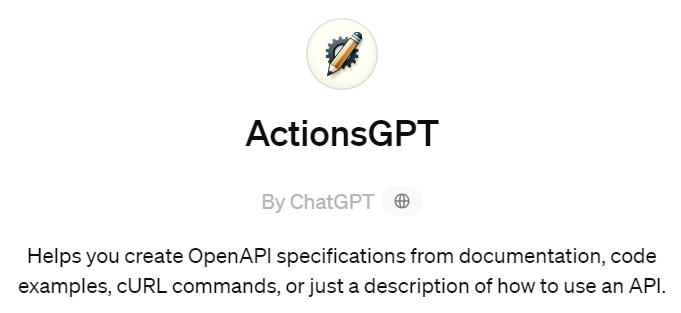 ActionsGPT
By ChatGPT
Helps you create OpenAPI specifications from documentation, code
examples, cURL commands, or just a description of how to use an API.